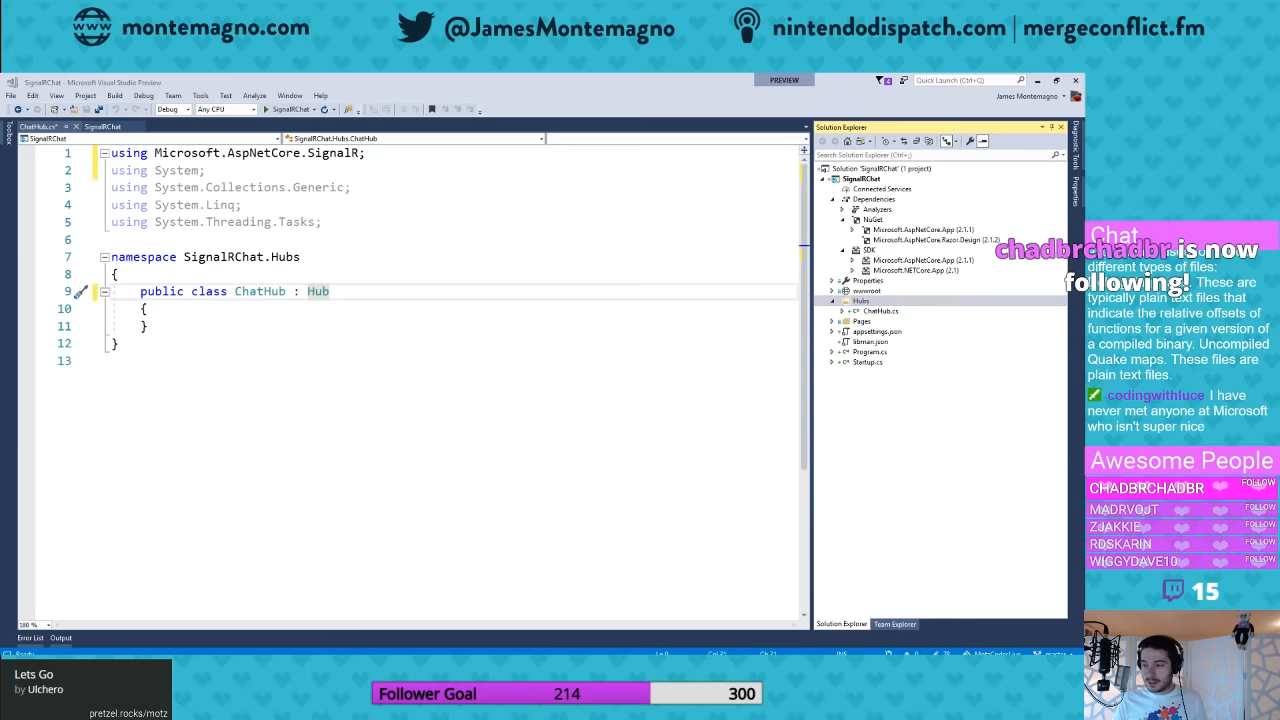 montemagno.com
@JamesMontemagno
nintendodispatch.com | mergeconflict.fm
SignalRChat - Microsoft Visual Studio Preview
PREVIEW
4
Quick Launch (Ctrl+Q)
File Edit View Project Build Debug Team Tools Test Analyze Window Help
James Montemagno
Debug Any CPU SignalRChat
ChatHub.cs* SignalRChat
SignalRChat SignalRChat.Hubs.ChatHub
Toolbox
1 using Microsoft.AspNetCore.SignalR;
2 using System;
3 using System.Collections.Generic;
4 using System.Linq;
5 using System.Threading.Tasks;
6
7 namespace SignalRChat.Hubs
8 {
9 public class ChatHub : Hub
10 {
11 }
12 }
13
180 %
Error List Output
Ready
Solution Explorer
Search Solution Explorer (Ctrl+;)
Solution 'SignalRChat' (1 project)
SignalRChat
Connected Services
Dependencies
Analyzers
NuGet
Microsoft.AspNetCore.App (2.1.1)
Microsoft.AspNetCore.Razor.Design (2.1.2)
SDK
Microsoft.AspNetCore.App (2.1.1)
Microsoft.NETCore.App (2.1)
Properties
wwwroot
Hubs
ChatHub.cs
Pages
appsettings.json
libman.json
Program.cs
Startup.cs
Solution Explorer Team Explorer
Diagnostic Tools
Properties
Chat
chadbrchadbr is now following!
different types of files:
These are
typically plain text files that
indicate the relative offsets of
functions for a given version of
a compiled binary. Uncompiled
Quake maps. These files are
plain text files.
codingwithluce I have
never met anyone at Microsoft
who isn't super nice
Awesome People
CHADBRCHADBR FOLLOW
MADRVOJT FOLLOW
ZJAKKIE FOLLOW
RDSKARIN FOLLOW
WIGGYDAVE10 FOLLOW
15
Lets Go
by Ulchero
pretzel.rocks/motz
Follower Goal 214 300